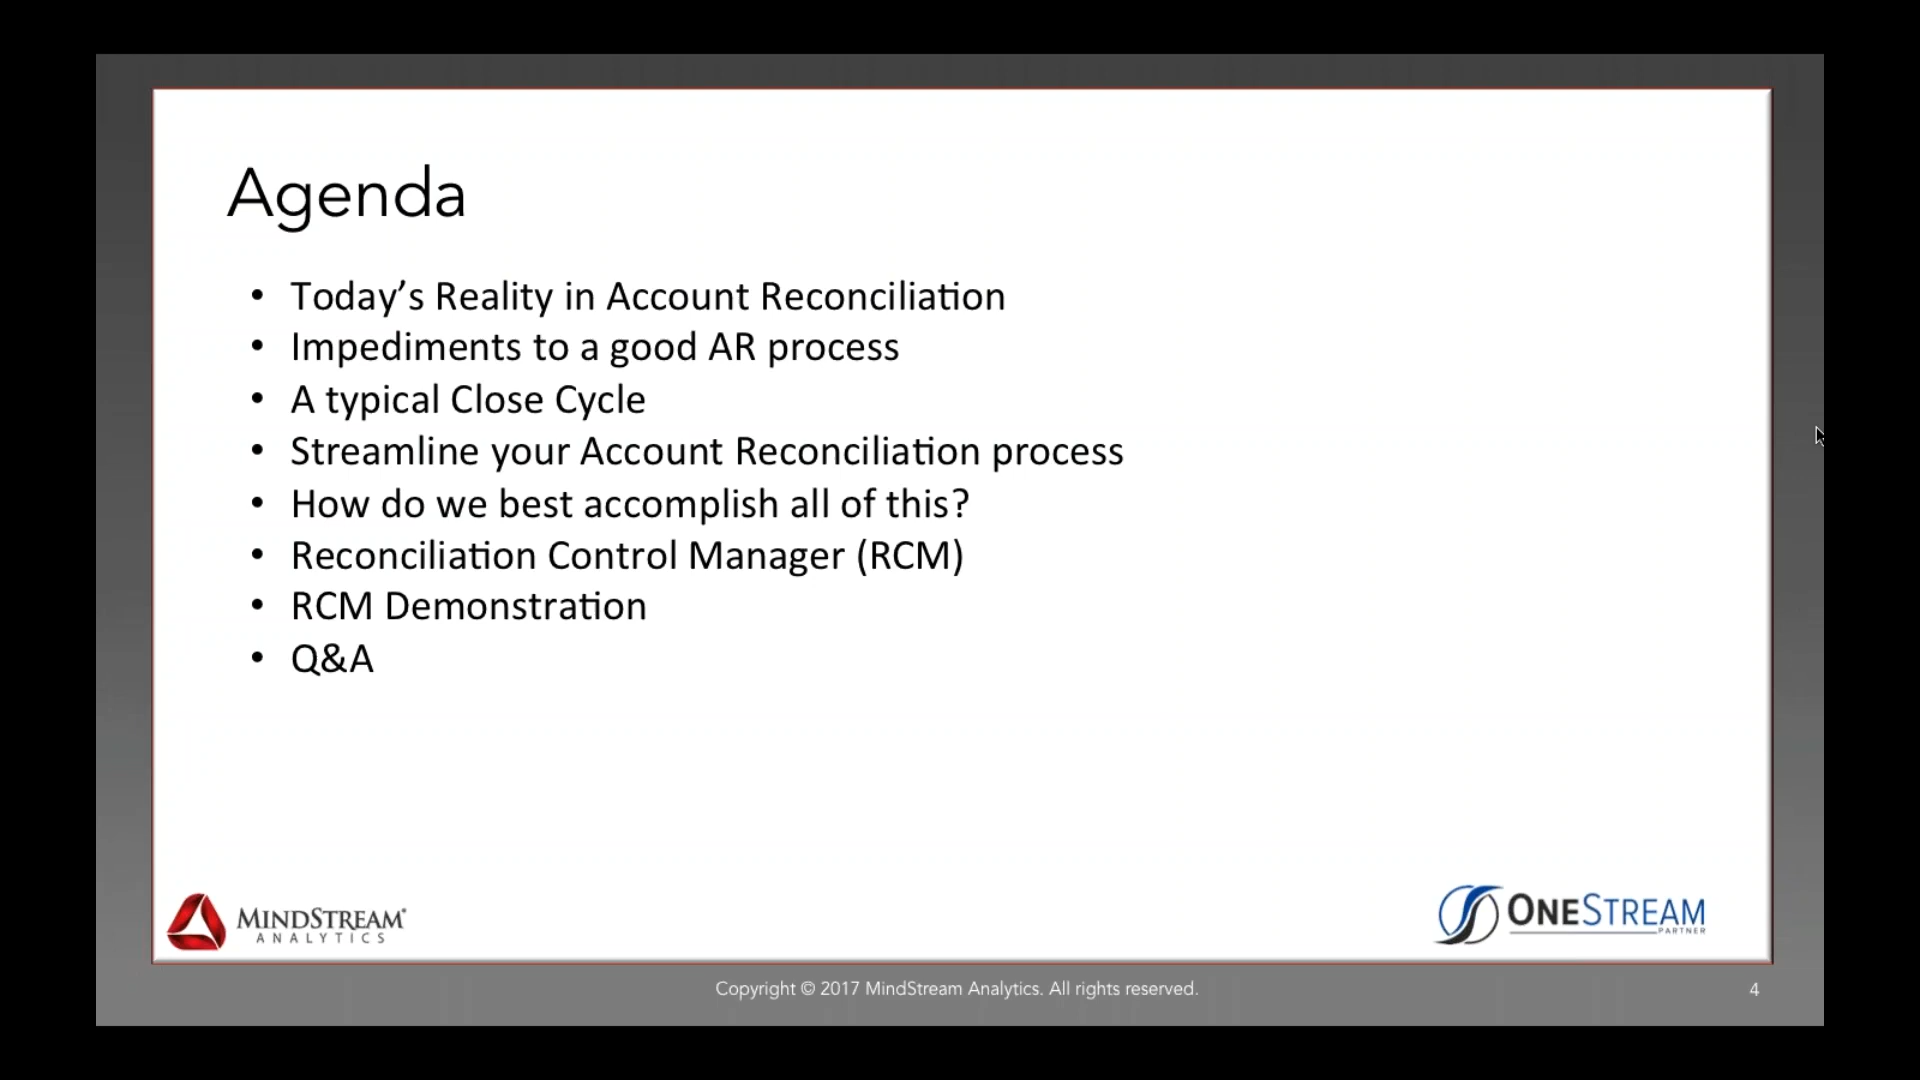 Agenda
• Today’s Reality in Account Reconciliation
• Impediments to a good AR process
• A typical Close Cycle
• Streamline your Account Reconciliation process
• How do we best accomplish all of this?
• Reconciliation Control Manager (RCM)
• RCM Demonstration
• Q&A
MINDSTREAM®
ANALYTICS
ONESTREAM
PARTNER
Copyright © 2017 MindStream Analytics. All rights reserved.
4